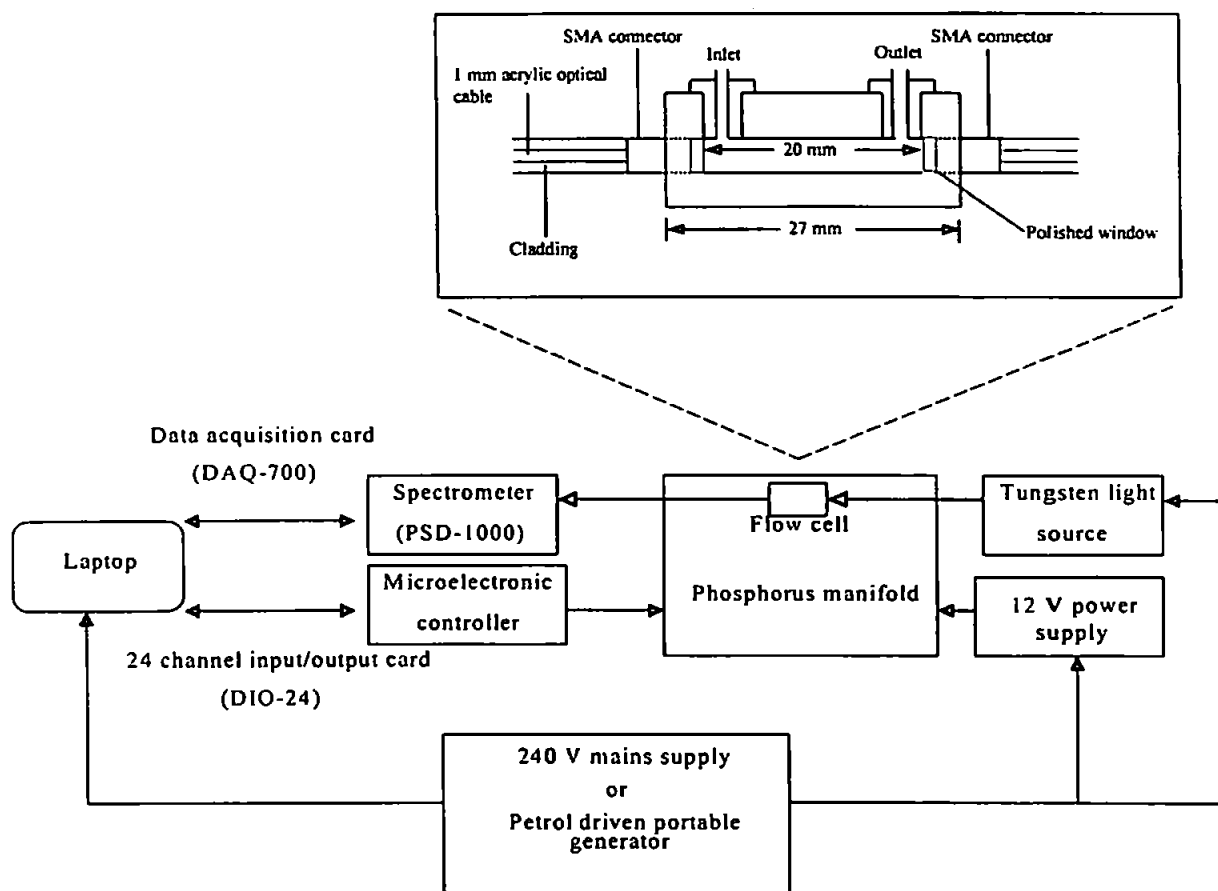 SMA connector
SMA connector
Inlet
Outlet
1 mm acrylic optical
cable
20 mm
27 mm
Cladding
Polished window
Data acquisition card
(DAQ-700)
Spectrometer
(PSD-1000)
Flow cell
Tungsten light
source
Laptop
Microelectronic
controller
Phosphorus manifold
12 V power
supply
24 channel input/output card
(DIO-24)
240 V mains supply
or
Petrol driven portable
generator